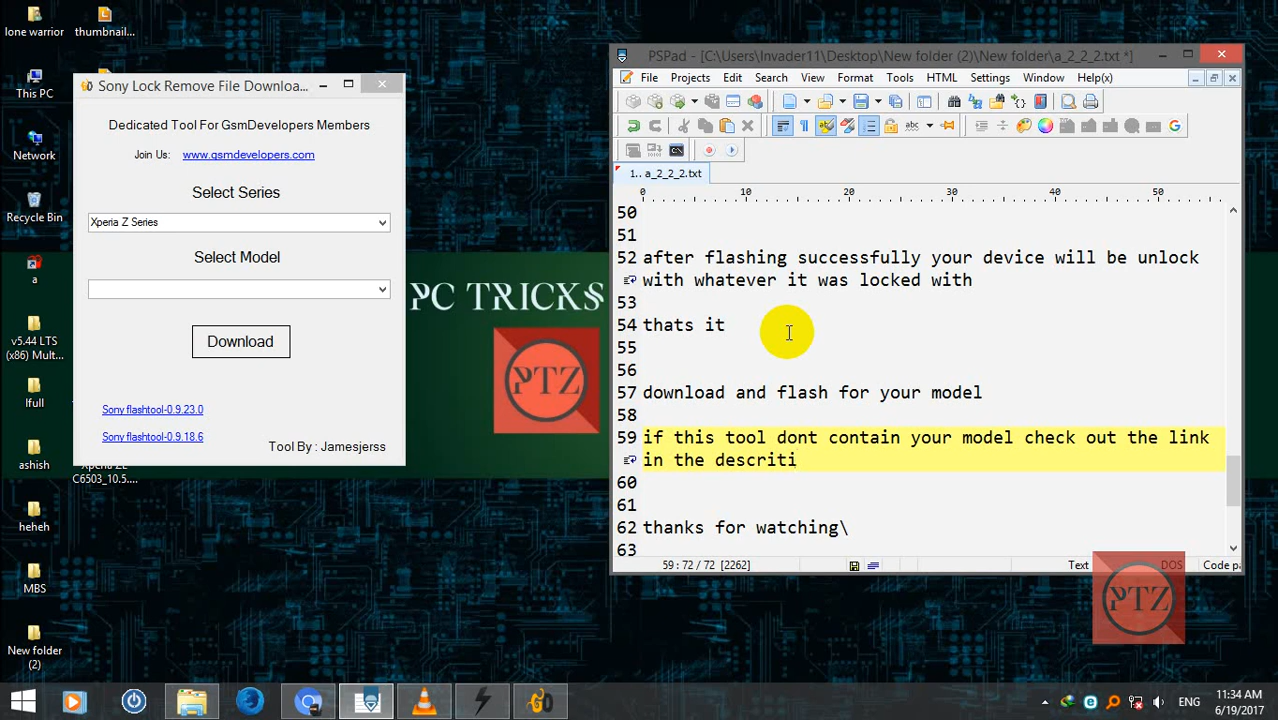 lone warrior
thumbnail...
This PC
Network
Recycle Bin
a
v5.44 LTS
(x86) Mult...
lfull
ashish
Xperia ZL
C6503_10.5....
heheh
MBS
New folder
(2)
Sony Lock Remove File Downloa...
Dedicated Tool For GsmDevelopers Members
Join Us: www.gsmdevelopers.com
Select Series
Xperia Z Series
Select Model
Download
Sony flashtool-0.9.23.0
Sony flashtool-0.9.18.6
Tool By : Jamesjerss
PC TRICKS
PTZ
PSPad - [C:\Users\Invader11\Desktop\New folder (2)\New folder\a_2_2_2.txt *]
File Projects Edit Search View Format Tools HTML Settings Window Help(x)
1.. a_2_2_2.txt
0 10 20 30 40 50
50
51
52 after flashing successfully your device will be unlock
with whatever it was locked with
53
54 thats it
55
56
57 download and flash for your model
58
59 if this tool dont contain your model check out the link
in the descriti
60
61
62 thanks for watching\
63
59 : 72 / 72 [2262] Text DOS Code pa
PTZ
ENG
11:34 AM
6/19/2017